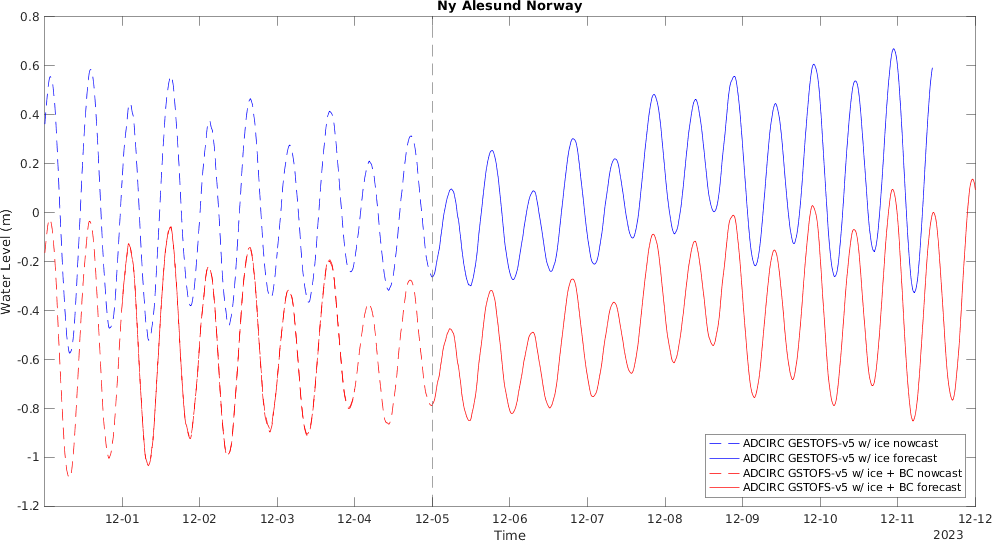 Ny Alesund Norway
0.8
0.6
0.4
0.2
0
-0.2
-0.4
-0.6
-0.8
-1
-1.2
Water Level (m)
12-01 12-02 12-03 12-04 12-05 12-06 12-07 12-08 12-09 12-10 12-11 12-12
Time
2023
ADCIRC GESTOFS-v5 w/ ice nowcast
ADCIRC GESTOFS-v5 w/ ice forecast
ADCIRC GSTOFS-v5 w/ ice + BC nowcast
ADCIRC GSTOFS-v5 w/ ice + BC forecast